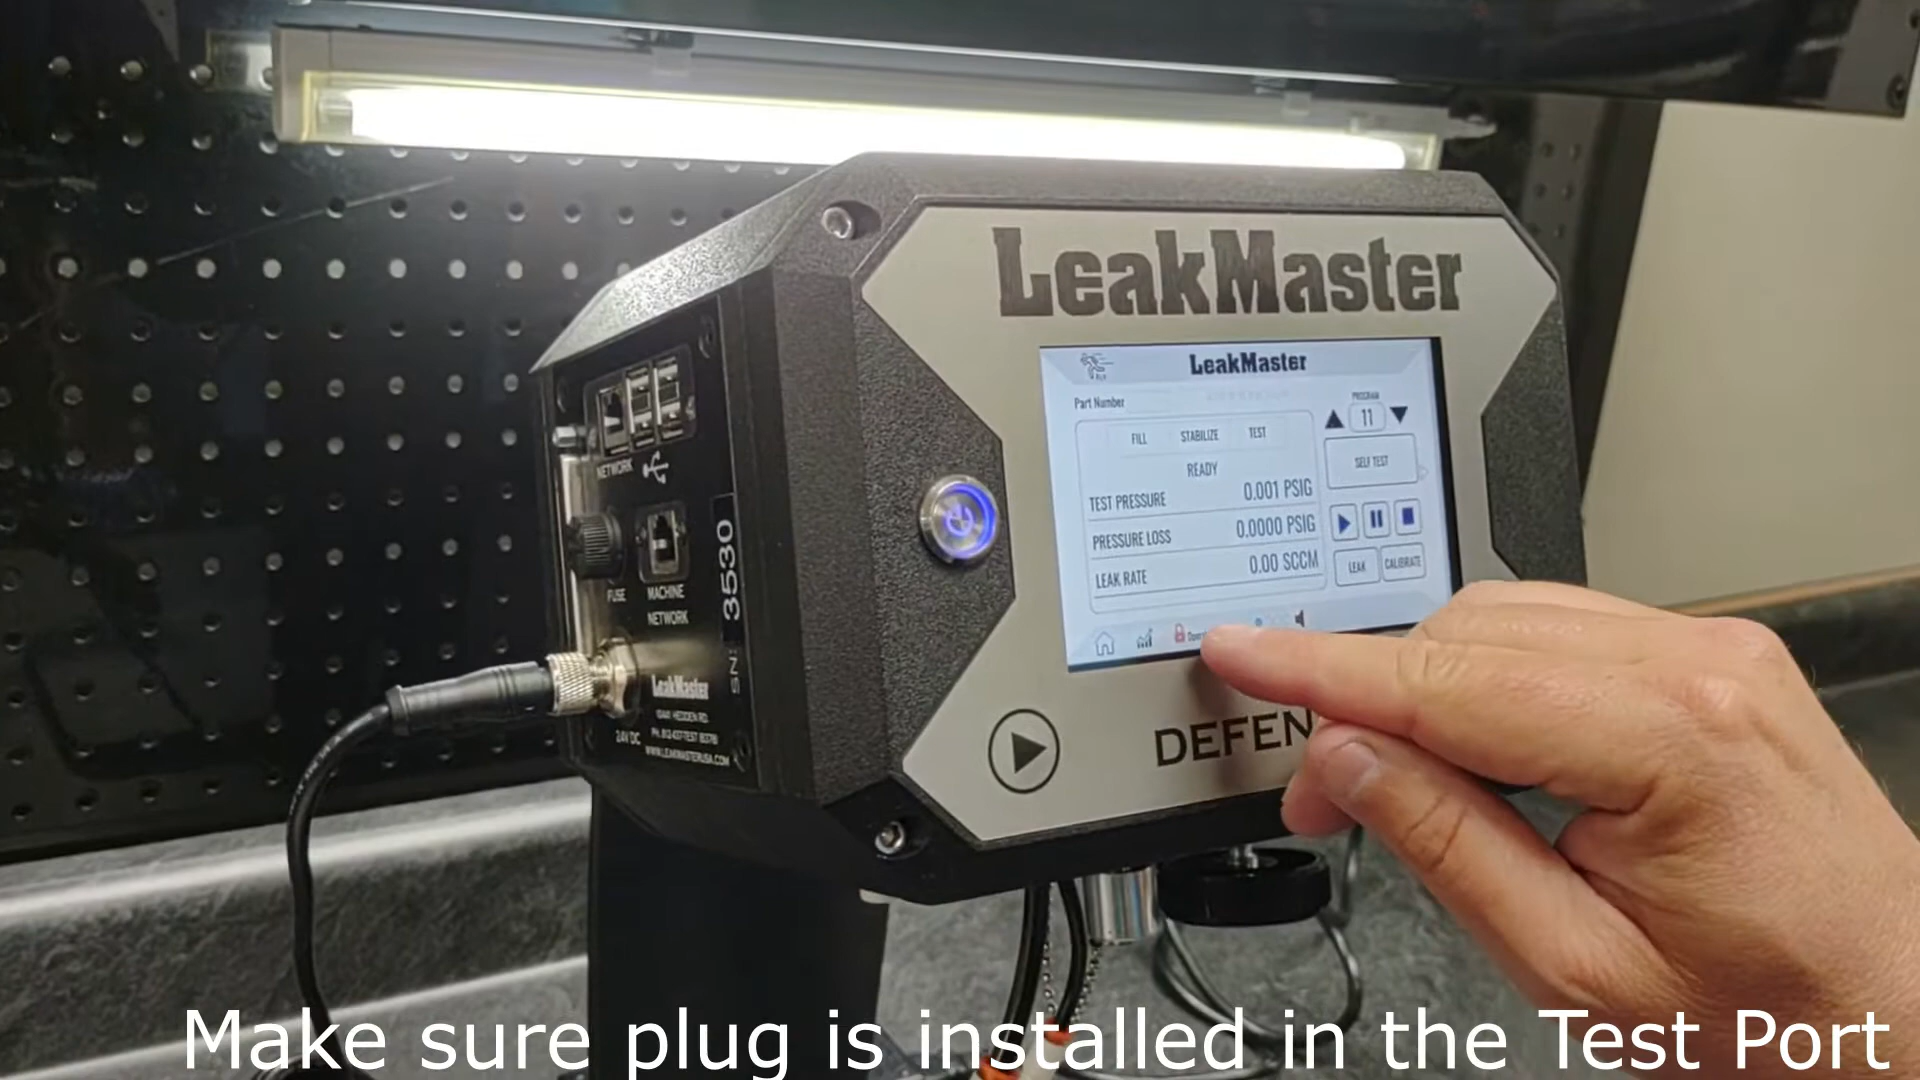 LeakMaster
LeakMaster
Part Number
PROGRAM
11
FILL STABILIZE TEST
READY
SELF TEST
TEST PRESSURE 0.001 PSIG
PRESSURE LOSS 0.0000 PSIG
LEAK RATE 0.00 SCCM
LEAK CALIBRATE
DEFEN
NETWORK
FUSE
MACHINE
NETWORK
SN: 3530
LeakMaster
HEDDEN RD.
24V DC
WWW.LEAKMASTERUSA.COM
Make sure plug is installed in the Test Port